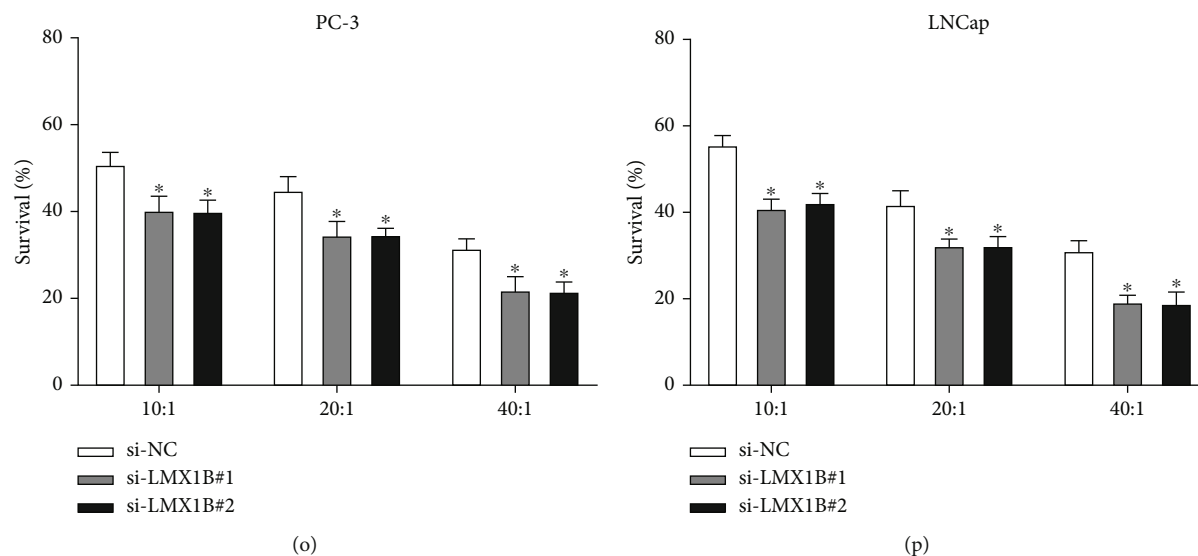 PC-3
80
60
40
20
0
Survival (%)
* * * * * *
10:1 20:1 40:1
si-NC
si-LMX1B#1
si-LMX1B#2
(o)
LNCap
80
60
40
20
0
Survival (%)
* * * * * *
10:1 20:1 40:1
si-NC
si-LMX1B#1
si-LMX1B#2
(p)